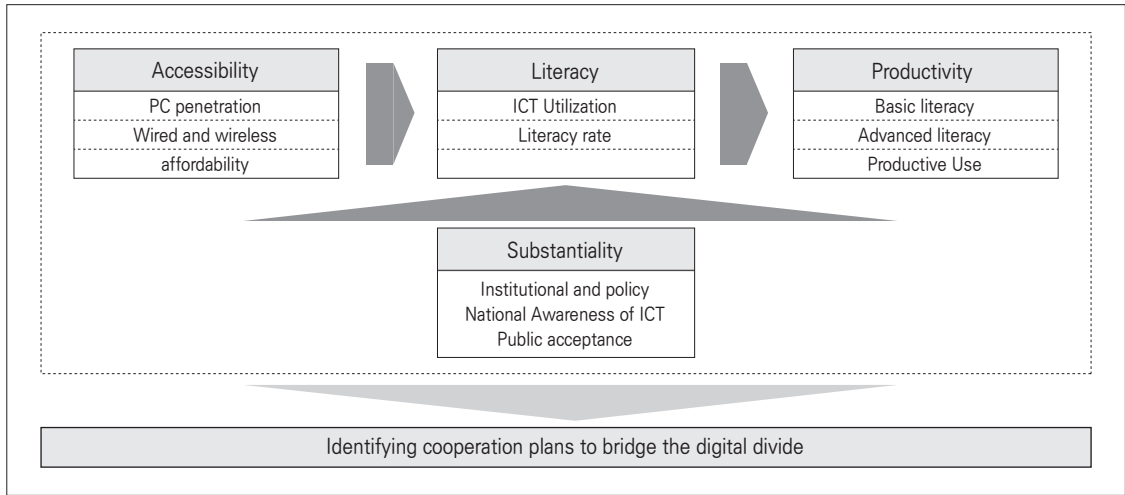 Accessibility
PC penetration
Wired and wireless
affordability
Literacy
ICT Utilization
Literacy rate
Productivity
Basic literacy
Advanced literacy
Productive Use
Substantiality
Institutional and policy
National Awareness of ICT
Public acceptance
Identifying cooperation plans to bridge the digital divide